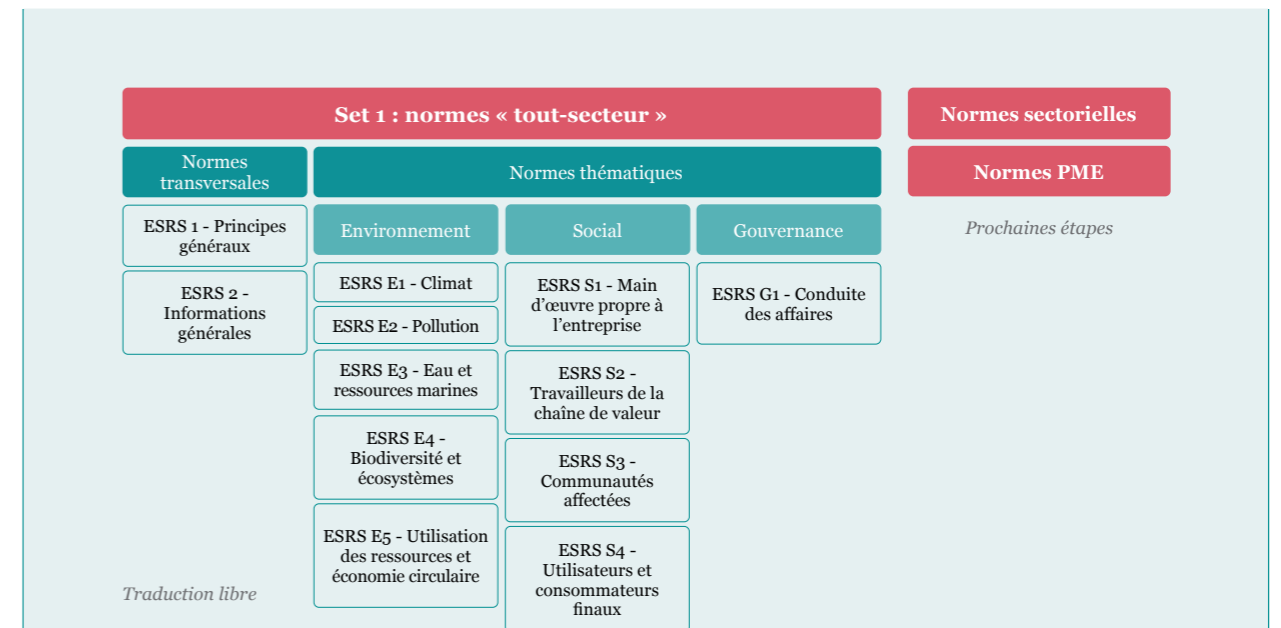 Set 1 : normes « tout-secteur »
Normes sectorielles
Normes
transversales
Normes thématiques
Normes PME
ESRS 1 - Principes
généraux
ESRS 2 -
Informations
générales
Environnement
ESRS E1 - Climat
ESRS E2 - Pollution
ESRS E3 - Eau et
ressources marines
ESRS E4 -
Biodiversité et
écosystèmes
ESRS E5 - Utilisation
des ressources et
économie circulaire
Social
ESRS S1 - Main
d’œuvre propre à
l’entreprise
ESRS S2 -
Travailleurs de la
chaîne de valeur
ESRS S3 -
Communautés
affectées
ESRS S4 -
Utilisateurs et
consommateurs
finaux
Gouvernance
ESRS G1 - Conduite
des affaires
Prochaines étapes
Traduction libre